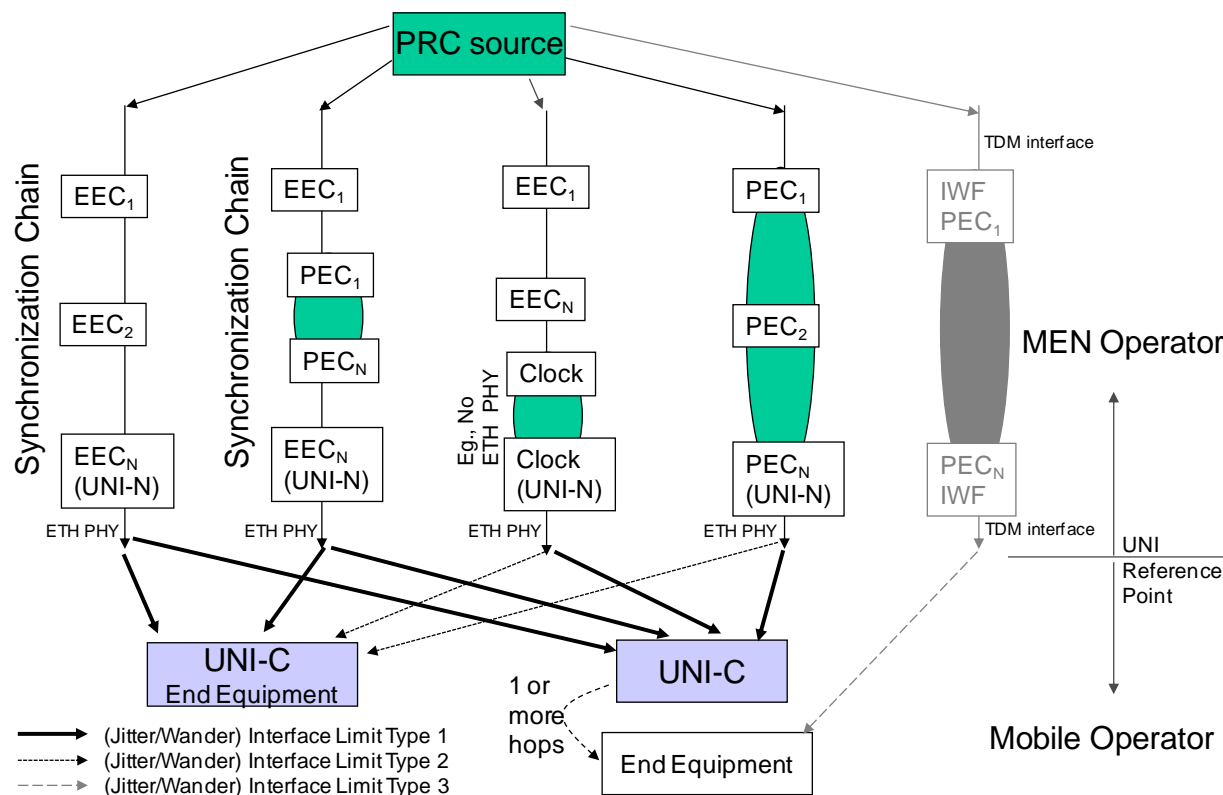 PRC source
TDM interface
Synchronization Chain
EEC1
EEC2
EECN
(UNI-N)
ETH PHY
Synchronization Chain
EEC1
PEC1
PECN
EECN
(UNI-N)
ETH PHY
EEC1
EECN
Clock
Eg., No
ETH PHY
Clock
(UNI-N)
PEC1
PEC2
PECN
(UNI-N)
ETH PHY
IWF
PEC1
PECN
IWF
TDM interface
MEN Operator
UNI
Reference
Point
Mobile Operator
UNI-C
End Equipment
UNI-C
1 or
more
hops
End Equipment
(Jitter/Wander) Interface Limit Type 1
(Jitter/Wander) Interface Limit Type 2
(Jitter/Wander) Interface Limit Type 3